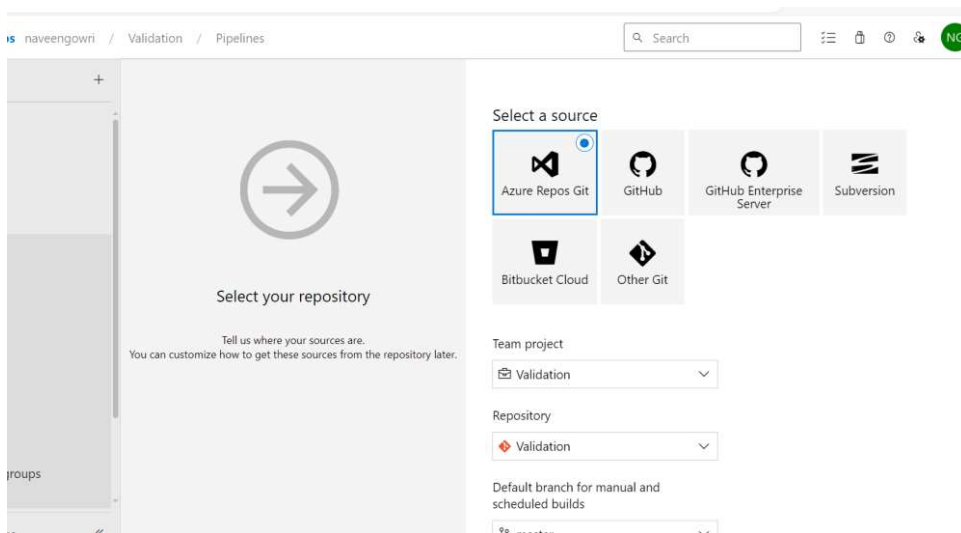 naveengowri / Validation / Pipelines
Search
NG
+
Select a source
Azure Repos Git
GitHub
GitHub Enterprise
Server
Subversion
Bitbucket Cloud
Other Git
Select your repository
Tell us where your sources are.
You can customize how to get these sources from the repository later.
Team project
Validation
Repository
Validation
Default branch for manual and
scheduled builds
master
groups